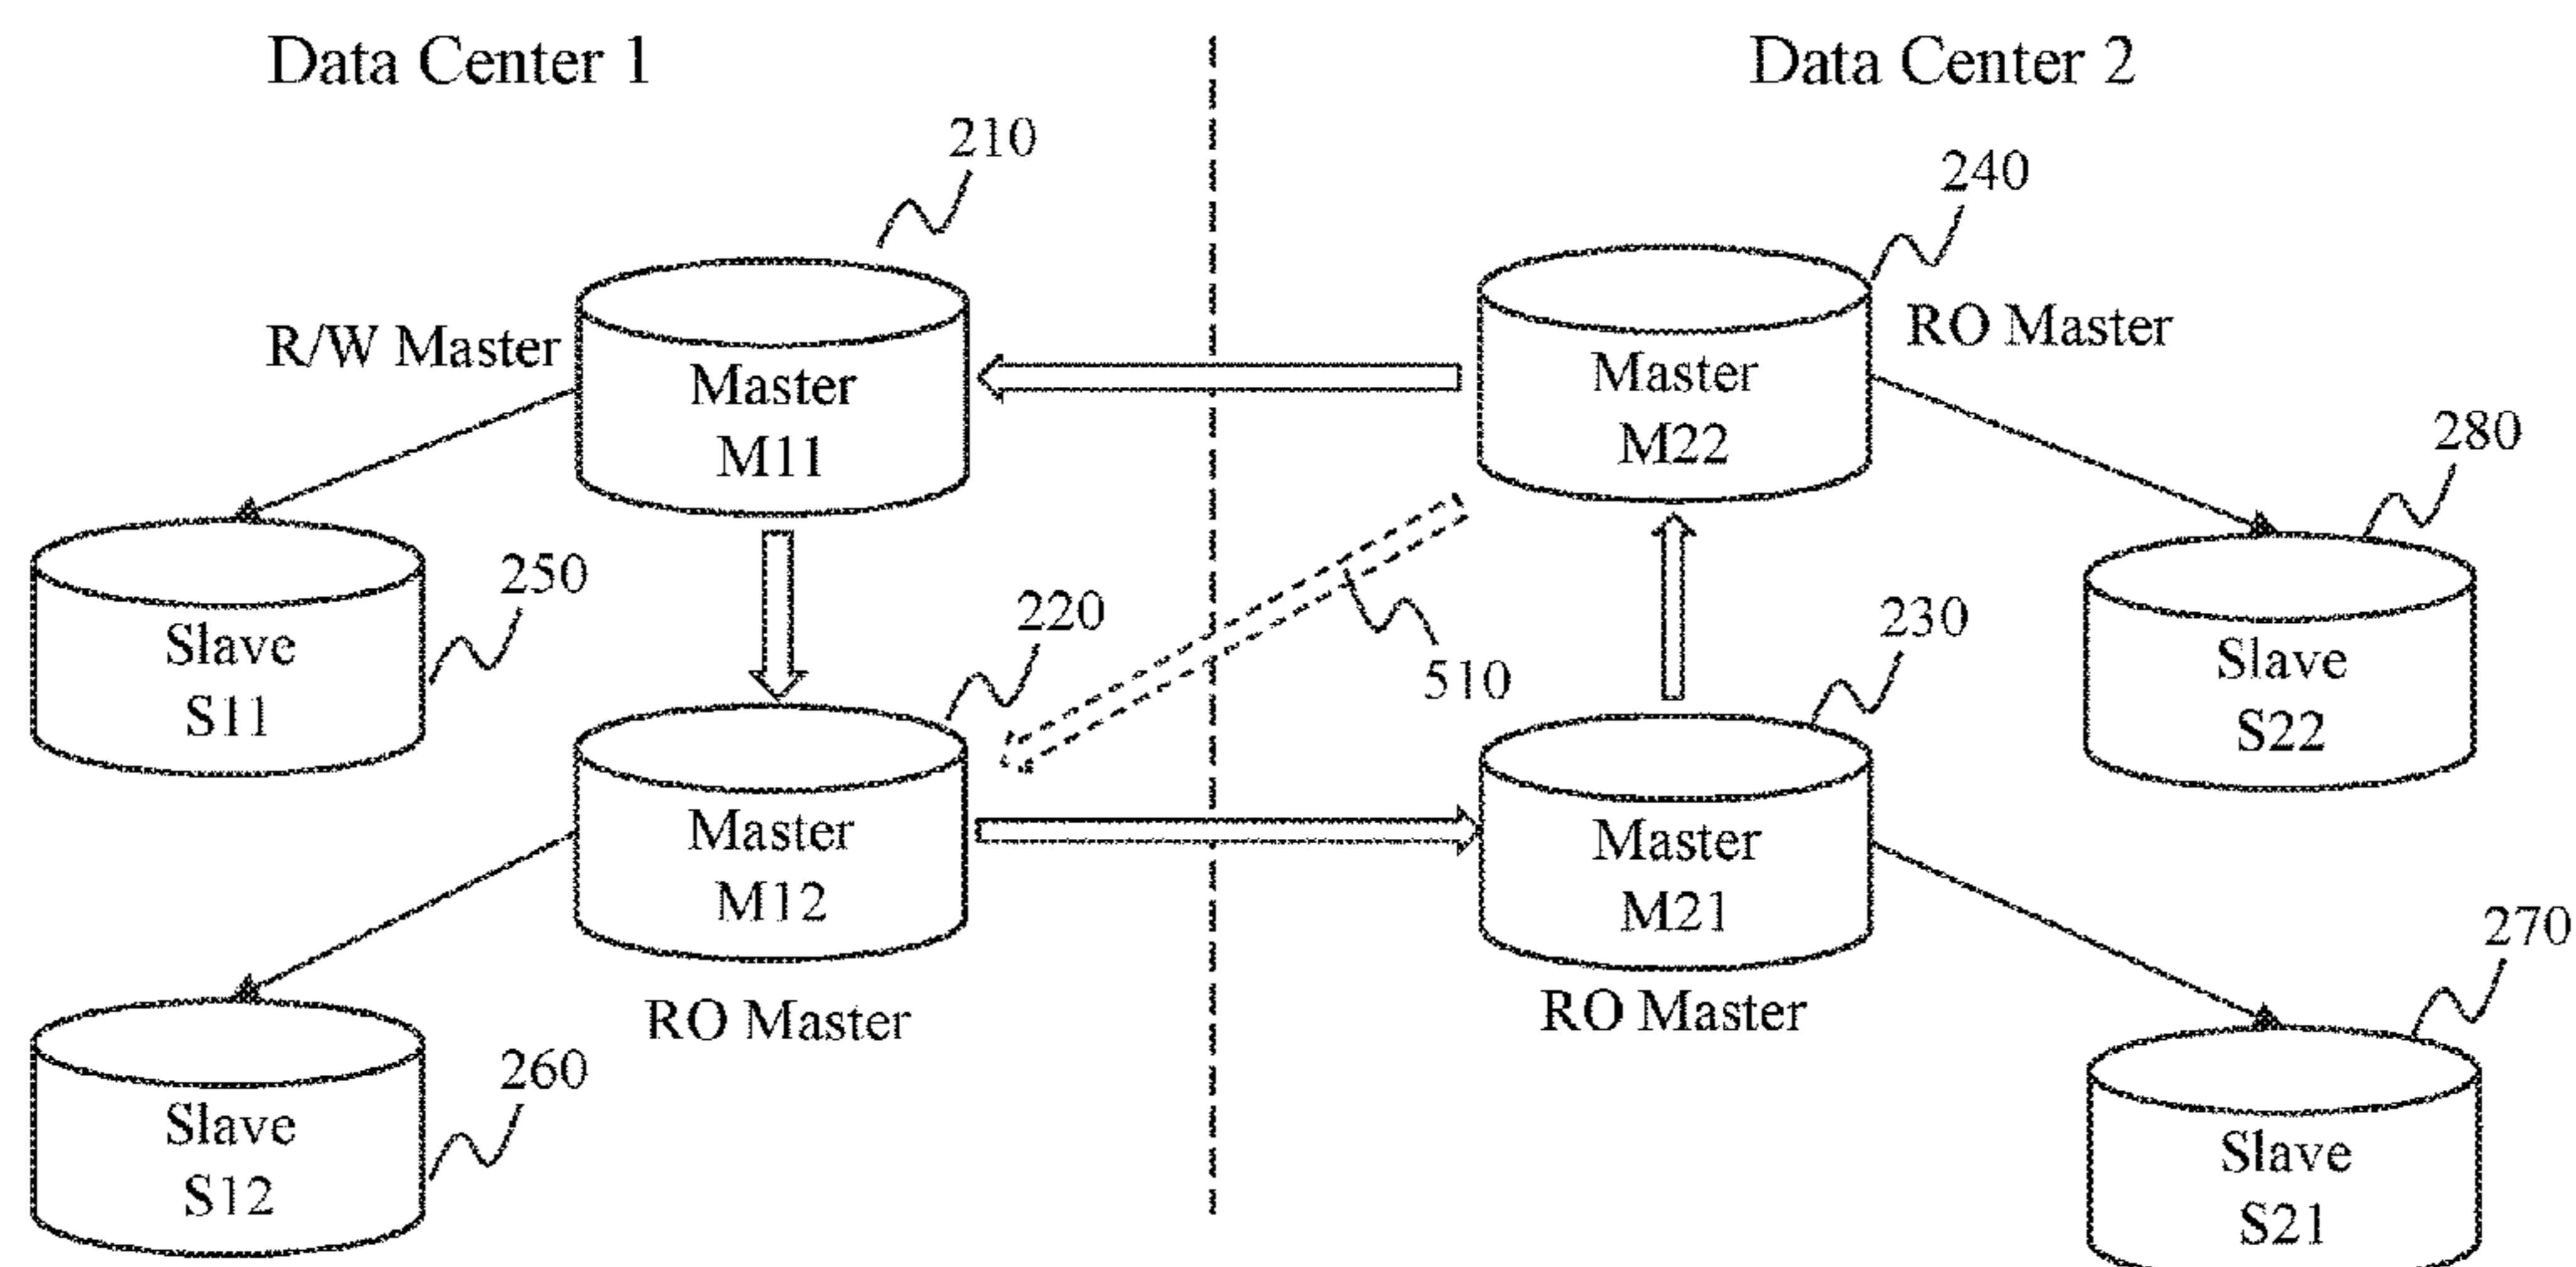 Data Center 1
Data Center 2
210
240
R/W Master
RO Master
Master
M11
Master
M22
280
250
220
230
Slave
S11
510
Slave
S22
Master
M12
Master
M21
270
RO Master
RO Master
260
Slave
S12
Slave
S21